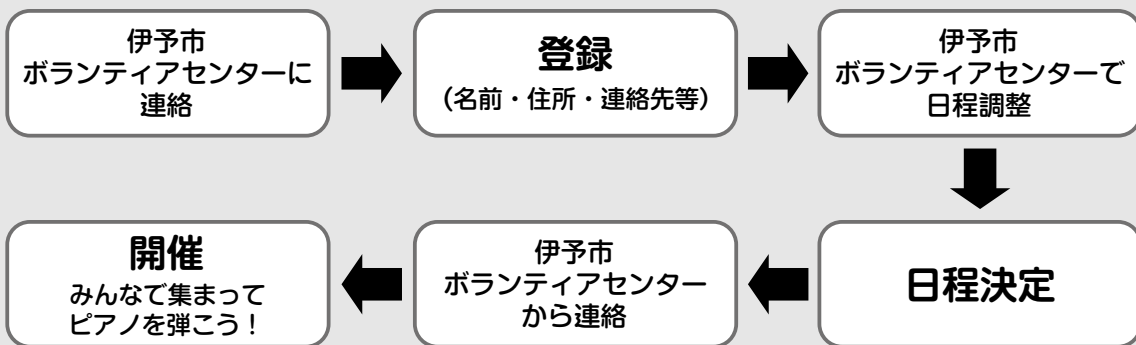 伊予市
ボランティアセンターに
連絡
登録
（名前・住所・連絡先等）
伊予市
ボランティアセンターで
日程調整
日程決定
伊予市
ボランティアセンター
から連絡
開催
みんなで集まって
ピアノを弾こう！